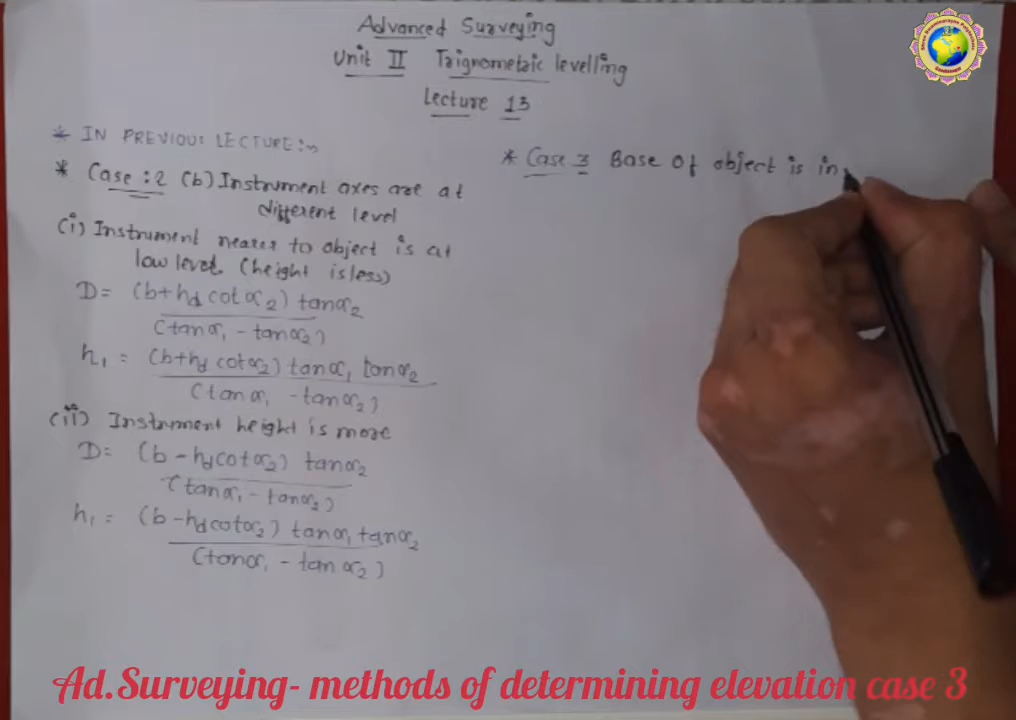 Advanced Surveying
Unit II Trignometric levelling
Lecture 13
* IN PREVIOUS LECTURE:~
* Case : 2 (b) Instrument axes are at
different level
(i) Instrument nearer to object is at
low level. (height is less)
D = (b + hd cot α2) tan α2
(tan α1 - tan α2)
h1 = (b + hd cot α2) tan α1 tan α2
(tan α1 - tan α2)
(ii) Instrument height is more
D = (b - hd cot α2) tan α2
(tan α1 - tan α2)
h1 = (b - hd cot α2) tan α1 tan α2
(tan α1 - tan α2)
* Case 3 Base of object is in
Ad.Surveying- methods of determining elevation case 3